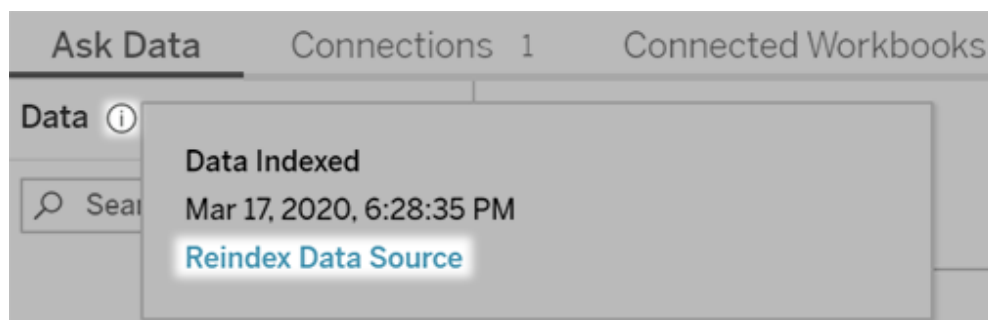 Ask Data Connections 1 Connected Workbooks
Data
Data Indexed
Mar 17, 2020, 6:28:35 PM
Reindex Data Source